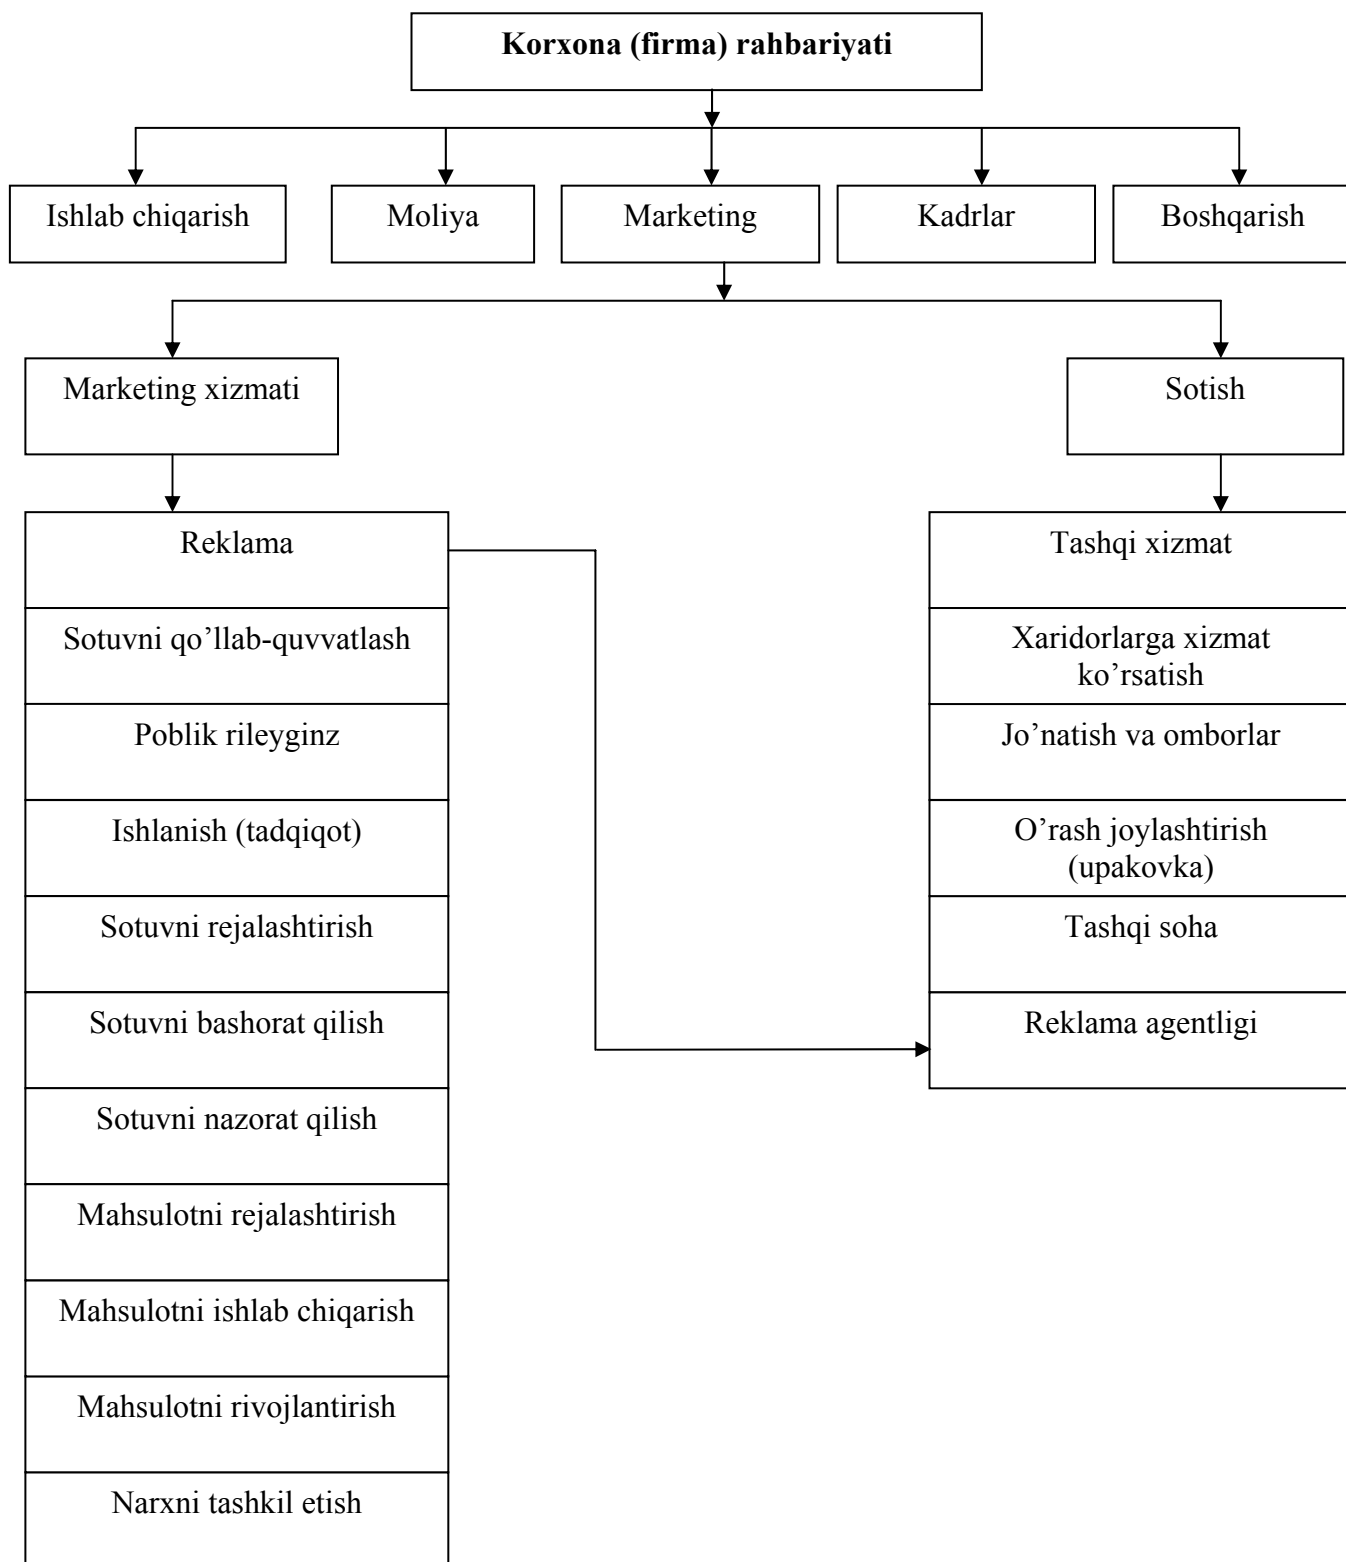 Korxona (firma) rahbariyati
Ishlab chiqarish
Moliya
Marketing
Kadrlar
Boshqarish
Marketing xizmati
Sotish
Reklama
Sotuvni qo’llab-quvvatlash
Poblik rileyginz
Ishlanish (tadqiqot)
Sotuvni rejalashtirish
Sotuvni bashorat qilish
Sotuvni nazorat qilish
Mahsulotni rejalashtirish
Mahsulotni ishlab chiqarish
Mahsulotni rivojlantirish
Narxni tashkil etish
Tashqi xizmat
Xaridorlarga xizmat
ko’rsatish
Jo’natish va omborlar
O’rash joylashtirish
(upakovka)
Tashqi soha
Reklama agentligi